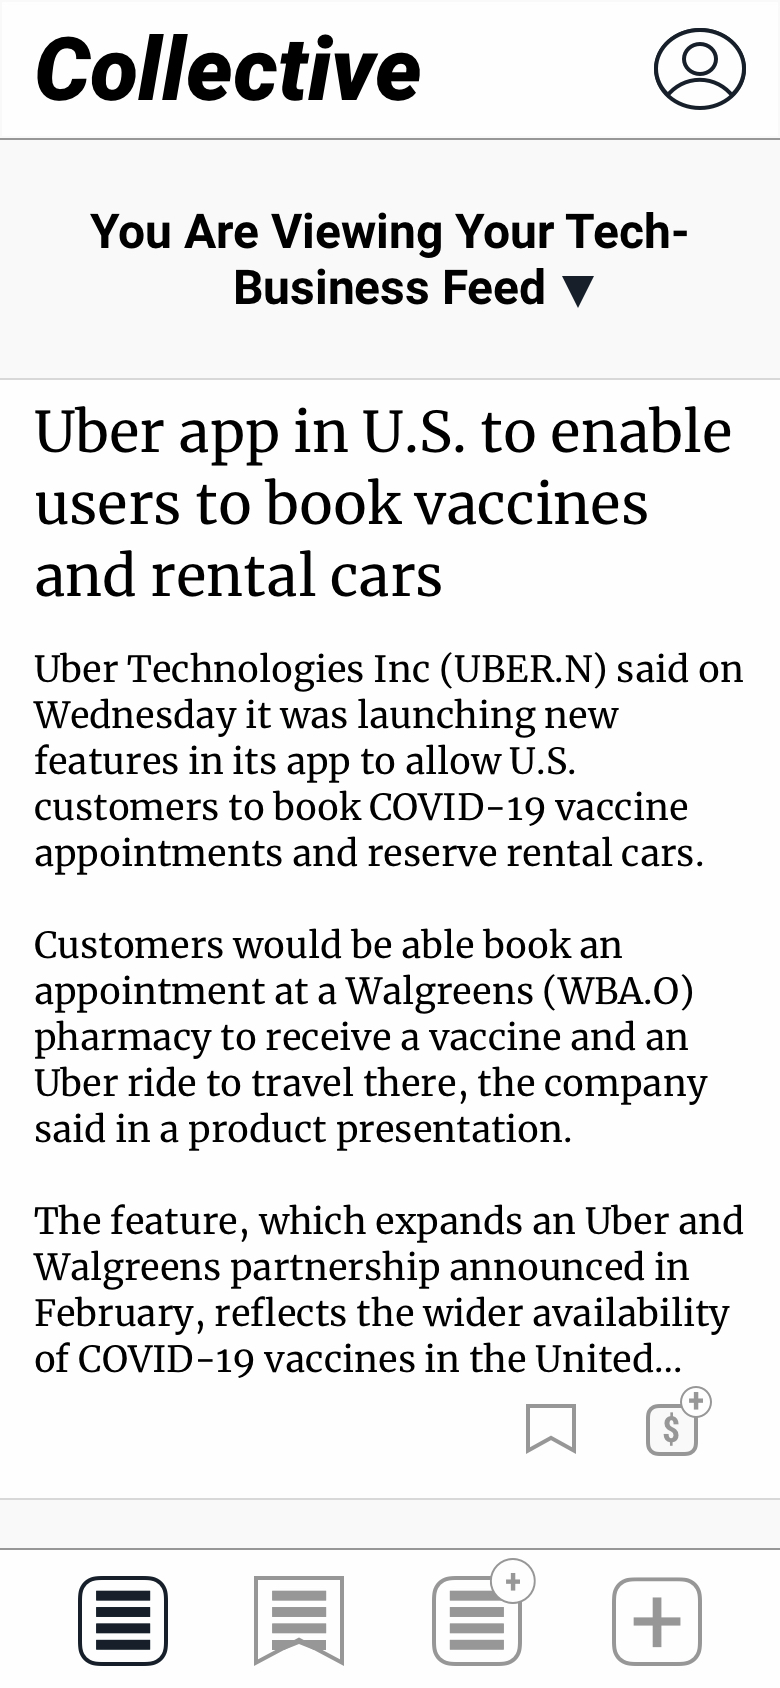 Collective
You Are Viewing Your Tech-
Business Feed ▼
Uber app in U.S. to enable
users to book vaccines
and rental cars
Uber Technologies Inc (UBER.N) said on
Wednesday it was launching new
features in its app to allow U.S.
customers to book COVID-19 vaccine
appointments and reserve rental cars.
Customers would be able book an
appointment at a Walgreens (WBA.O)
pharmacy to receive a vaccine and an
Uber ride to travel there, the company
said in a product presentation.
The feature, which expands an Uber and
Walgreens partnership announced in
February, reflects the wider availability
of COVID-19 vaccines in the United...
$